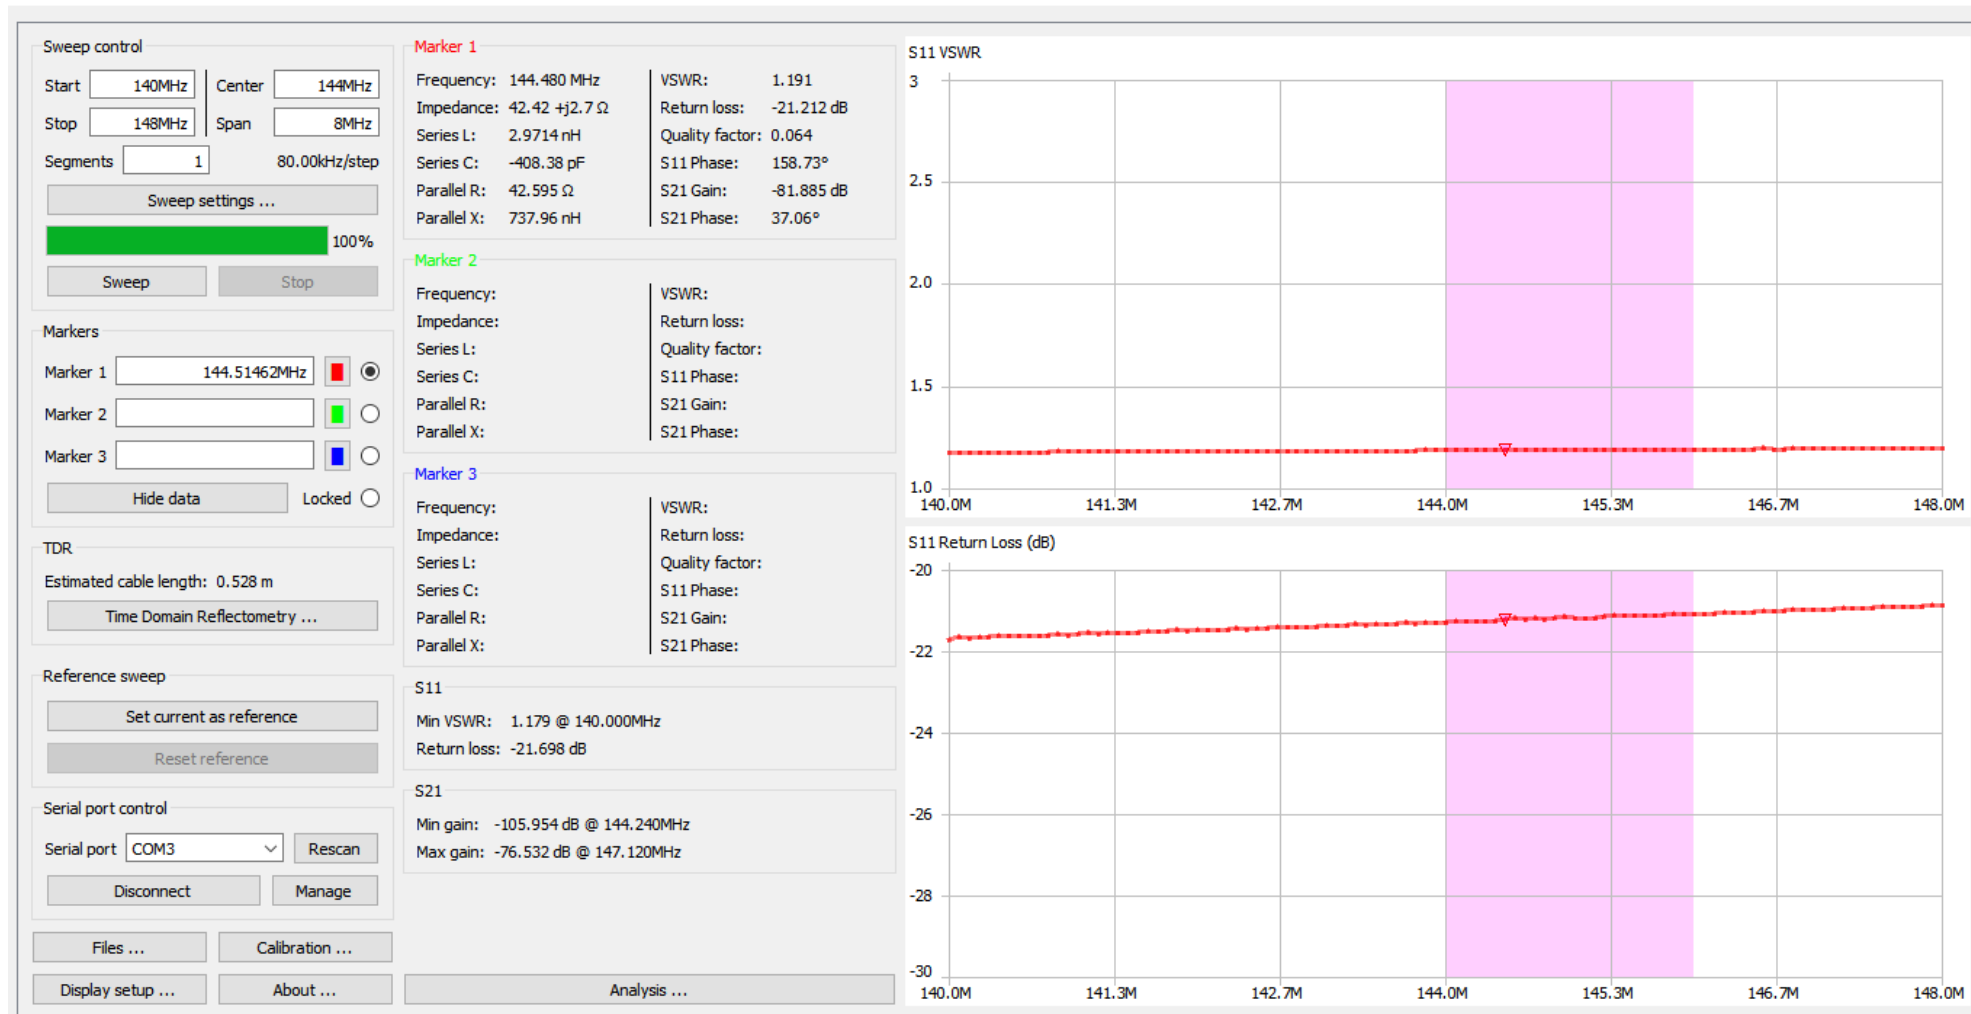 Sweep control
Start 140MHz Center 144MHz
Stop 148MHz Span 8MHz
Segments 1 80.00kHz/step
Sweep settings ...
100%
Sweep Stop
Markers
Marker 1 144.51462MHz
Marker 2
Marker 3
Hide data Locked
TDR
Estimated cable length: 0.528 m
Time Domain Reflectometry ...
Reference sweep
Set current as reference
Reset reference
Serial port control
Serial port COM3 Rescan
Disconnect Manage
Files ... Calibration ...
Display setup ... About ...
Marker 1
Frequency: 144.480 MHz VSWR: 1.191
Impedance: 42.42 +j2.7 Ω Return loss: -21.212 dB
Series L: 2.9714 nH Quality factor: 0.064
Series C: -408.38 pF S11 Phase: 158.73°
Parallel R: 42.595 Ω S21 Gain: -81.885 dB
Parallel X: 737.96 nH S21 Phase: 37.06°
Marker 2
Frequency: VSWR:
Impedance: Return loss:
Series L: Quality factor:
Series C: S11 Phase:
Parallel R: S21 Gain:
Parallel X: S21 Phase:
Marker 3
Frequency: VSWR:
Impedance: Return loss:
Series L: Quality factor:
Series C: S11 Phase:
Parallel R: S21 Gain:
Parallel X: S21 Phase:
S11
Min VSWR: 1.179 @ 140.000MHz
Return loss: -21.698 dB
S21
Min gain: -105.954 dB @ 144.240MHz
Max gain: -76.532 dB @ 147.120MHz
Analysis ...
S11 VSWR
3
2.5
2.0
1.5
1.0
140.0M 141.3M 142.7M 144.0M 145.3M 146.7M 148.0M
S11 Return Loss (dB)
-20
-22
-24
-26
-28
-30
140.0M 141.3M 142.7M 144.0M 145.3M 146.7M 148.0M